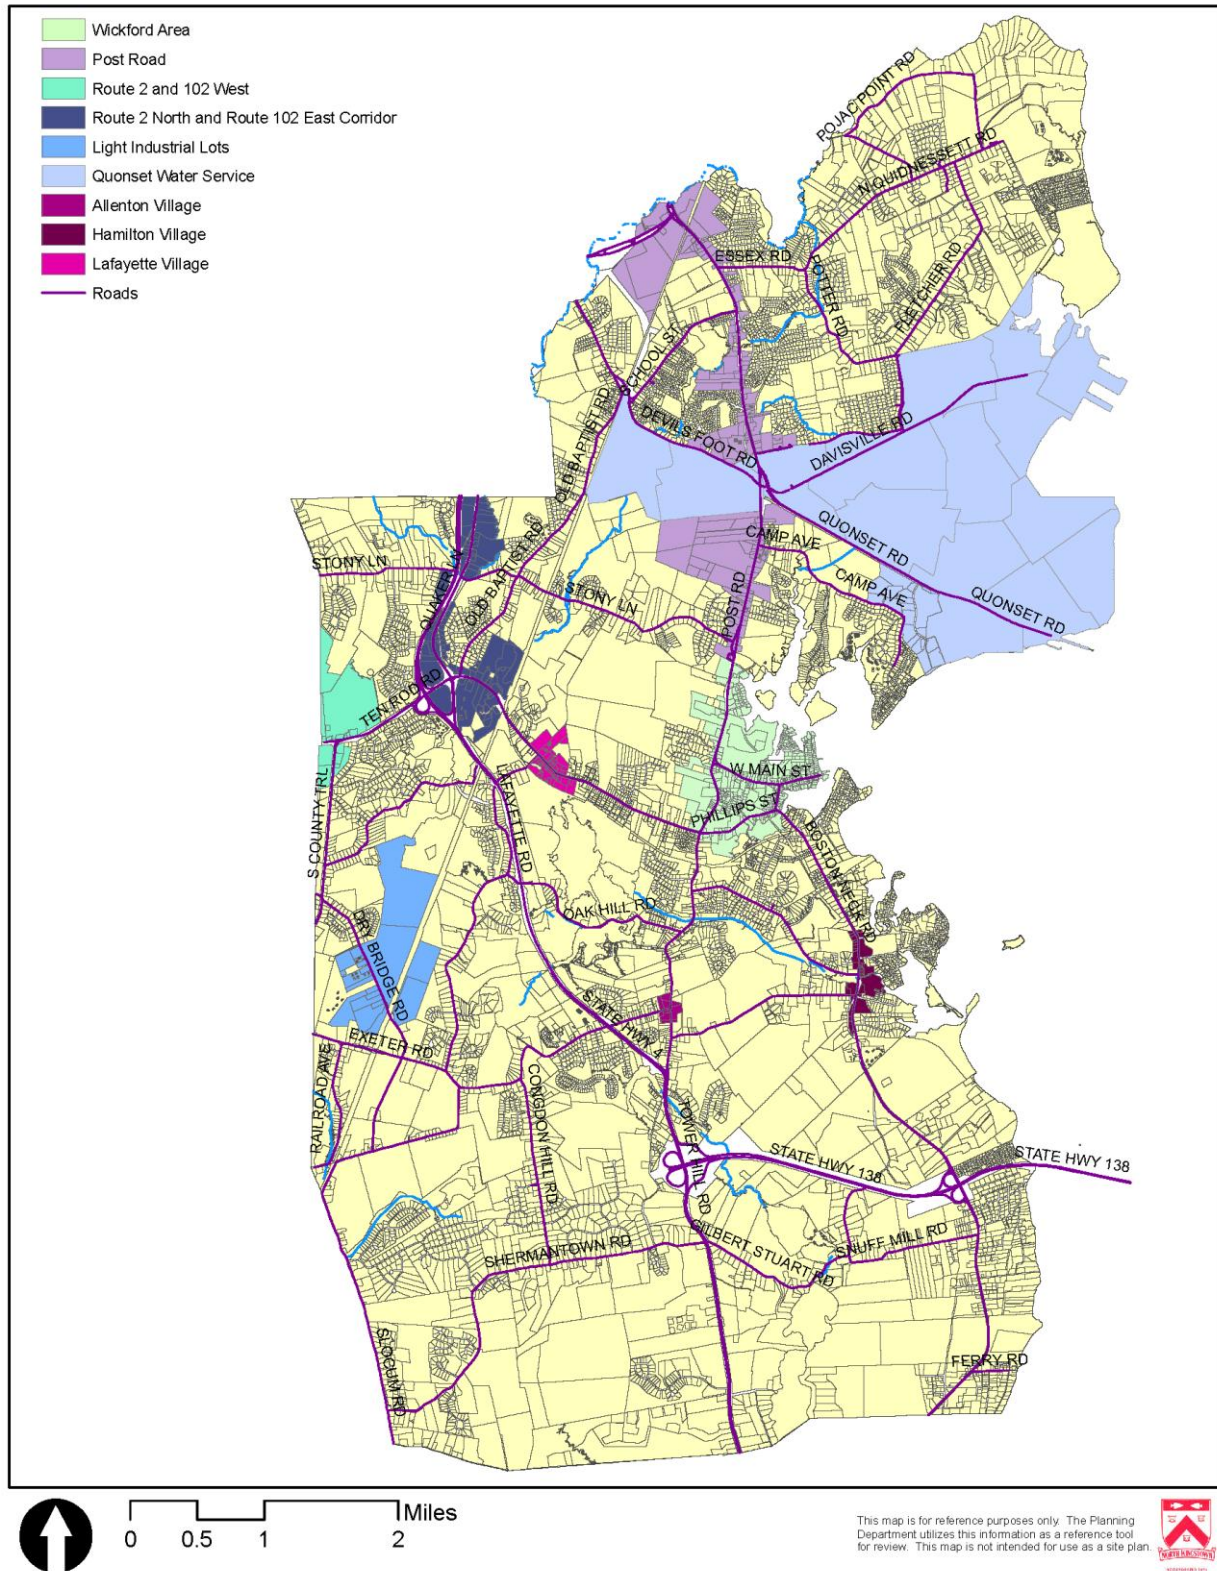 Wickford Area
Post Road
Route 2 and 102 West
Route 2 North and Route 102 East Corridor
Light Industrial Lots
Quonset Water Service
Allenton Village
Hamilton Village
Lafayette Village
Roads
POJAC POINT RD
N QUIDNESSETT RD
ESSEX RD
POTTER RD
FLETCHER RD
SCHOOL ST
OLD BAPTIST RD
DEVILS FOOT RD
DAVISVILLE RD
QUONSET RD
CAMP AVE
STONY LN
QUAKER LN
OLD BAPTIST RD
STONY LN
POST RD
CAMP AVE
QUONSET RD
TEN ROD RD
W MAIN ST
PHILLIPS ST
S COUNTY TRL
LAFAYETTE RD
BOSTON NECK RD
OAK HILL RD
DRY BRIDGE RD
STATE HWY 4
EXETER RD
RAILROAD AVE
CONGDON HILL RD
TOWER HILL RD
STATE HWY 138
STATE HWY 138
GILBERT STUART RD
SNUFF MILL RD
SHERMANTOWN RD
SLOCUM RD
FERRY RD
Miles
0 0.5 1 2
This map is for reference purposes only. The Planning
Department utilizes this information as a reference tool
for review. This map is not intended for use as a site plan.
NORTH KINGSTOWN